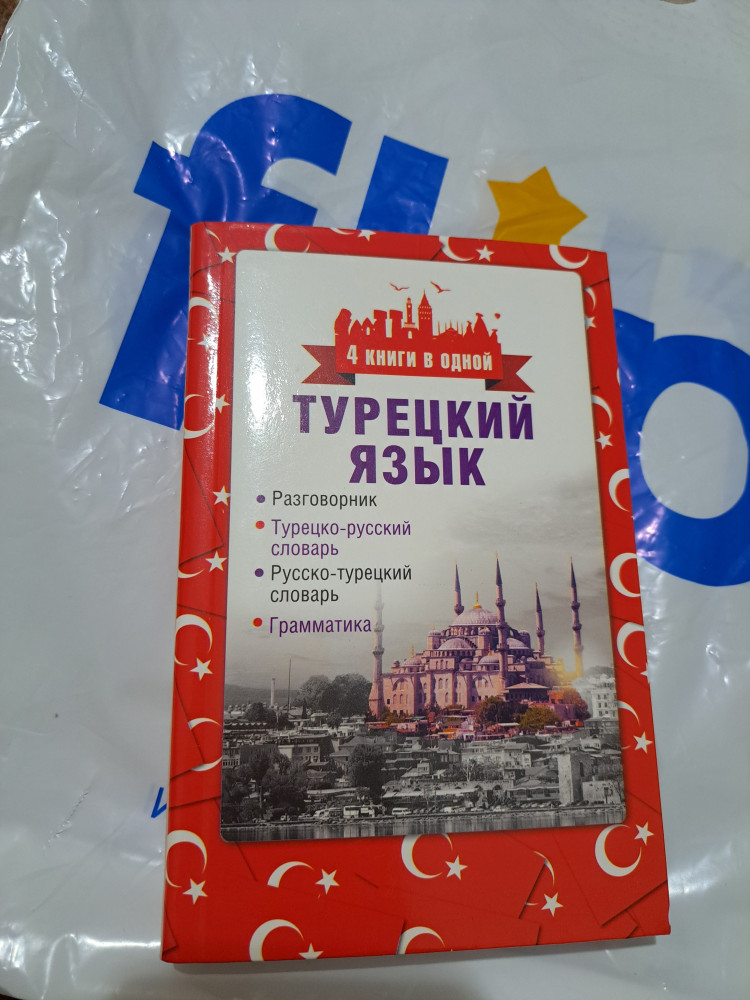 4 КНИГИ В ОДНОЙ
ТУРЕЦКИЙ
ЯЗЫК
• Разговорник
• Турецко-русский
словарь
• Русско-турецкий
словарь
• Грамматика